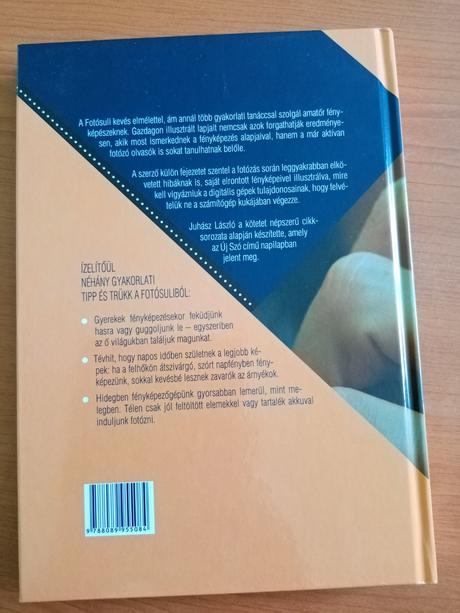 A Fotósuli kevés elmélettel, ám annál több gyakorlati tanáccsal szolgál amatőr fény-
képészeknek. Gazdagon illusztrált lapjait nemcsak azok forgathatják eredménye-
sen, akik most ismerkednek a fényképezés alapjaival, hanem a már aktívan
fotózó olvasók is sokat tanulhatnak belőle.
A szerző külön fejezetet szentel a fotózás során leggyakrabban elkö-
vetett hibáknak is, saját elrontott fényképeivel illusztrálva, mire
kell vigyázniuk a digitális gépek tulajdonosainak, hogy felvé-
telük ne a számítógép kukájában végezze.
Juhász László a kötetet népszerű cikk-
sorozata alapján készítette, amely
az Új Szó című napilapban
jelent meg.
ÍZELÍTŐÜL
NÉHÁNY GYAKORLATI
TIPP ÉS TRÜKK A FOTÓSULIBÓL:
Gyerekek fényképezésekor feküdjünk
hasra vagy guggoljunk le – egyszeriben
az ő világukban találjuk magunkat.
Tévhit, hogy napos időben születnek a legjobb ké-
pek: ha a felhőkön átszivárgó, szórt napfényben fény-
képezünk, sokkal kevésbé lesznek zavarók az árnyékok.
Hidegben fényképezőgépünk gyorsabban lemerül, mint me-
legben. Télen csak jól feltöltött elemekkel vagy tartalék akkuval
induljunk fotózni.
9788089955084